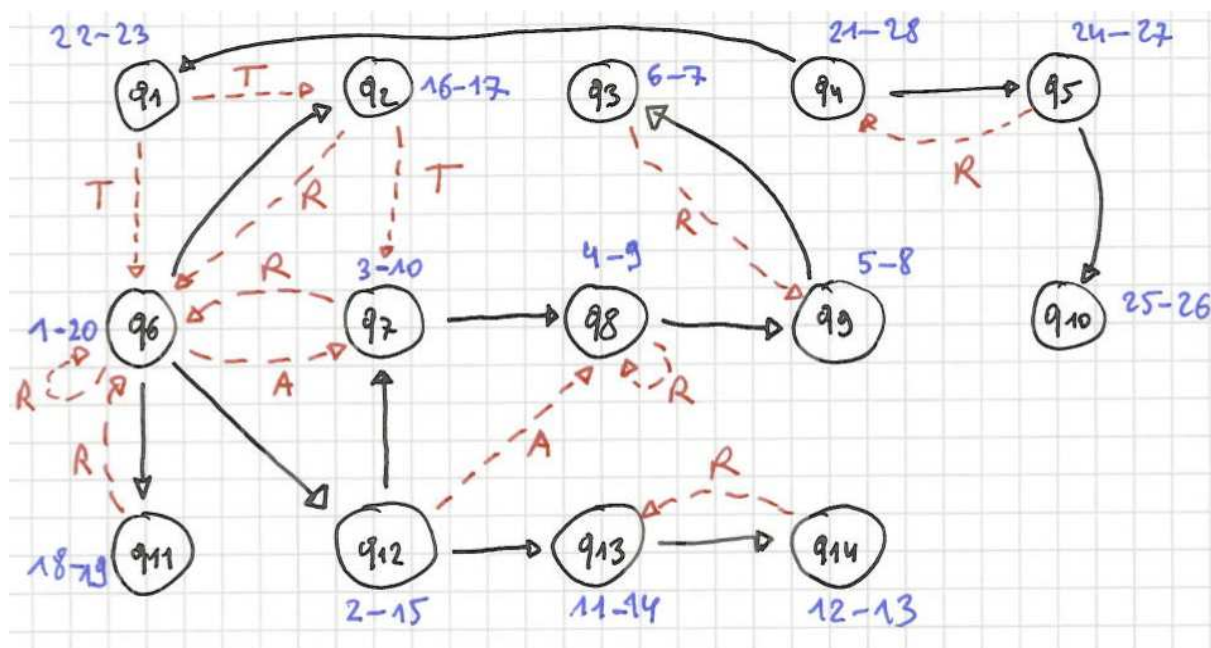 22-23 21-28 24-27
q1 T q2 16-17 q3 6-7 q4 q5
T R T R R
3-10 4-9 5-8
1-20 q6 R q7 q8 q9 q10 25-26
R A R
R A R
18-19 q11 q12 q13 q14
2-15 11-14 12-13